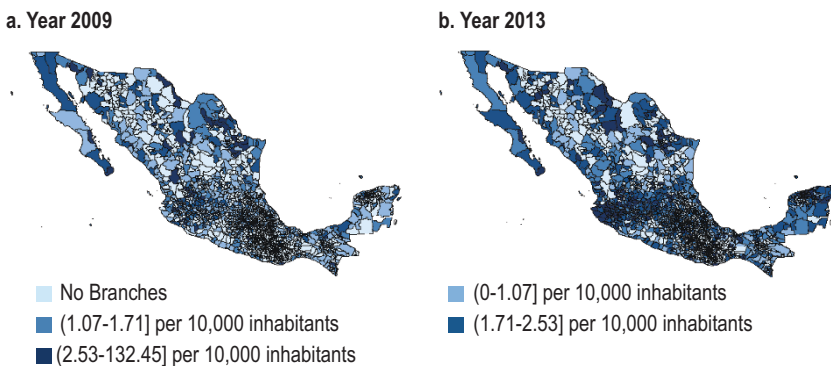 a. Year 2009
b. Year 2013
No Branches
(0-1.07] per 10,000 inhabitants
(1.07-1.71] per 10,000 inhabitants
(1.71-2.53] per 10,000 inhabitants
(2.53-132.45] per 10,000 inhabitants